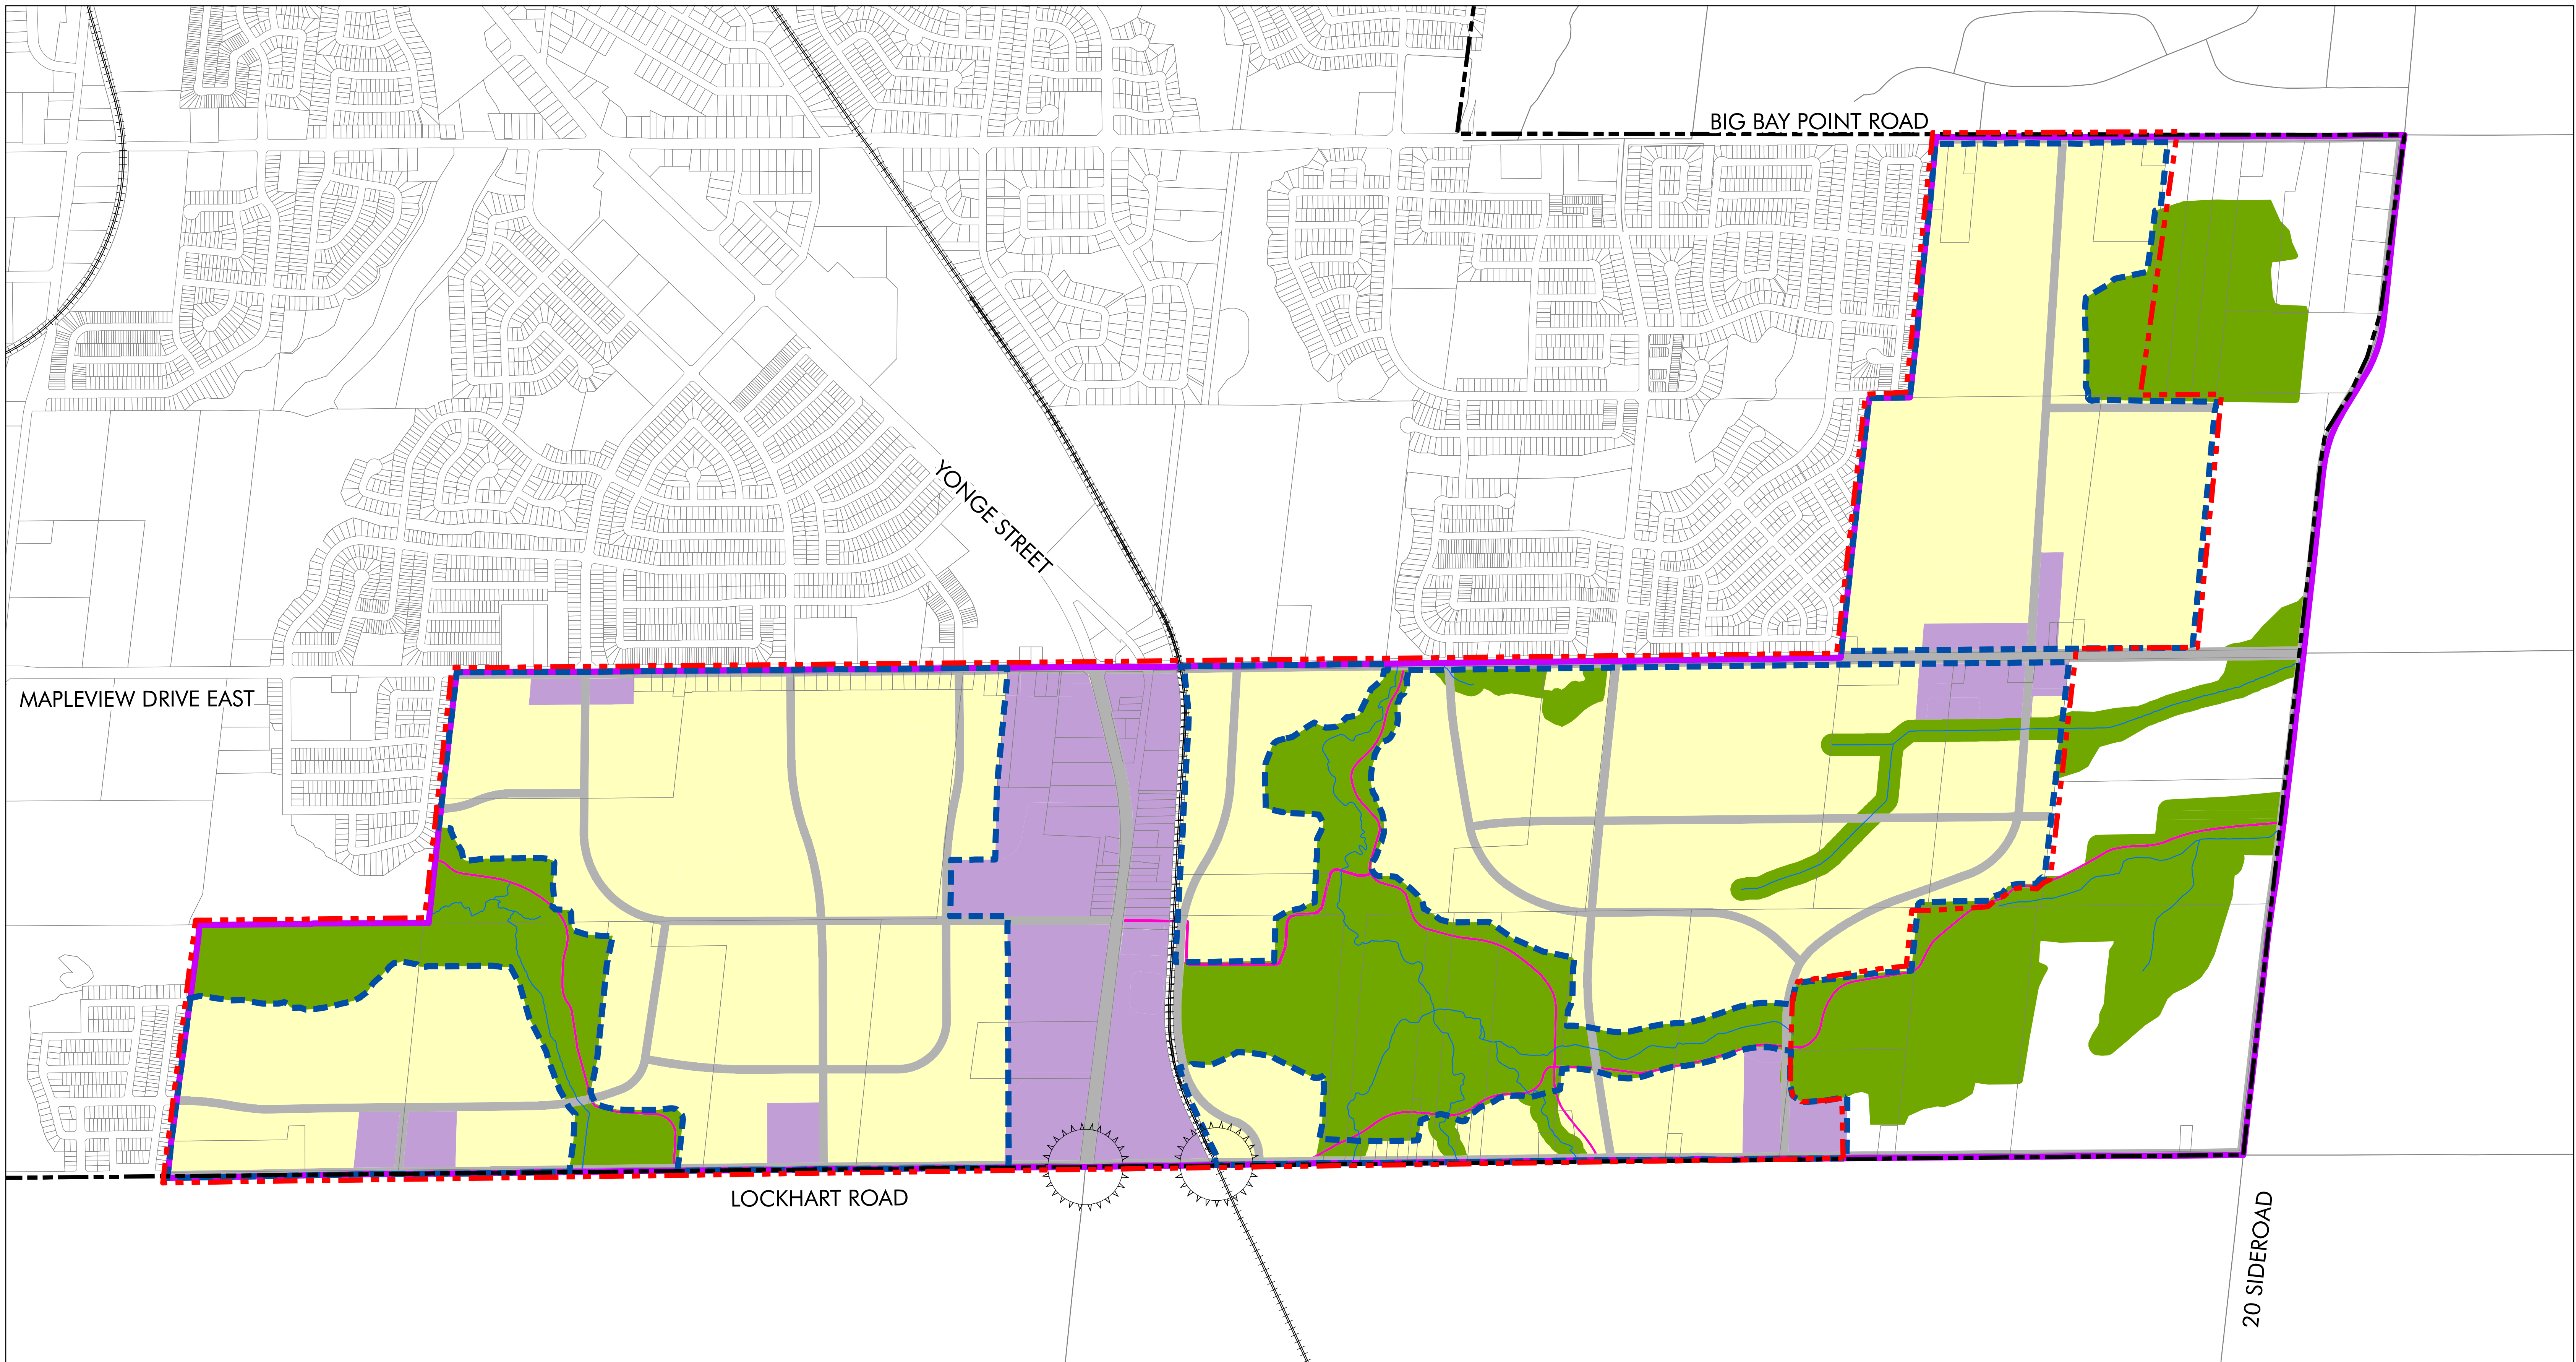 BIG BAY POINT ROAD
YONGE STREET
MAPLEVIEW DRIVE EAST
LOCKHART ROAD
20 SIDEROAD